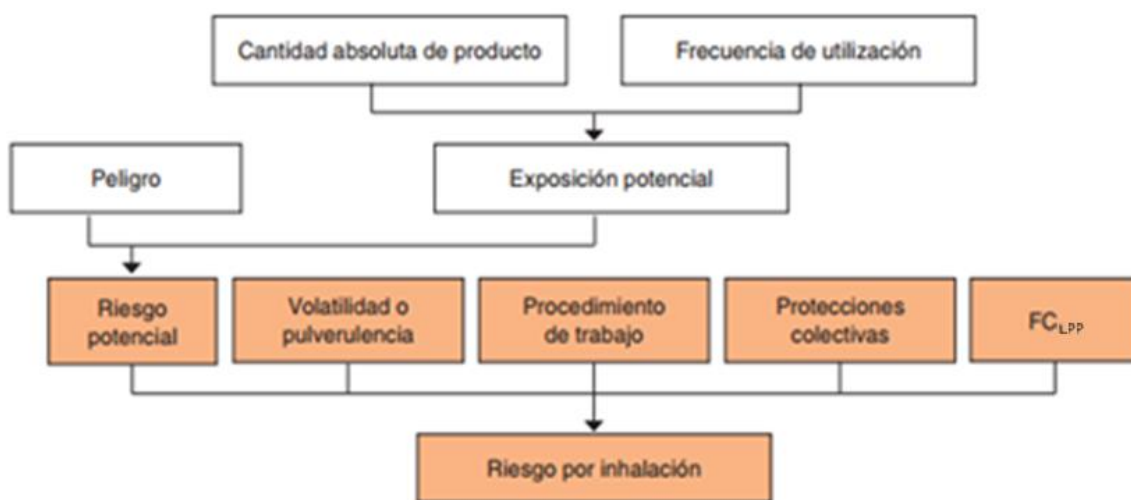 Cantidad absoluta de producto
Frecuencia de utilización
Peligro
Exposición potencial
Riesgo
potencial
Volatilidad o
pulverulencia
Procedimiento
de trabajo
Protecciones
colectivas
FCLPP
Riesgo por inhalación